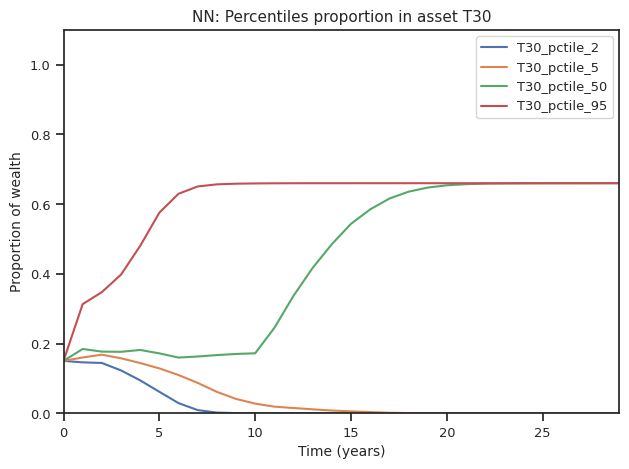 NN: Percentiles proportion in asset T30
T30_pctile_2
T30_pctile_5
T30_pctile_50
T30_pctile_95
Proportion of wealth
1.0
0.8
0.6
0.4
0.2
0.0
0 5 10 15 20 25
Time (years)